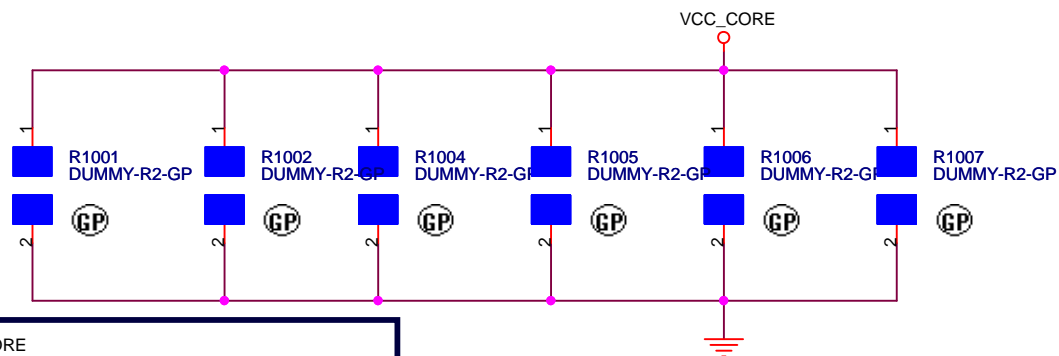 VCC_CORE
1
1
1
1
1
1
R1001
DUMMY-R2-GP
R1002
DUMMY-R2-GP
R1004
DUMMY-R2-GP
R1005
DUMMY-R2-GP
R1006
DUMMY-R2-GP
R1007
DUMMY-R2-GP
GP
GP
GP
GP
GP
GP
2
2
2
2
2
2
ORE